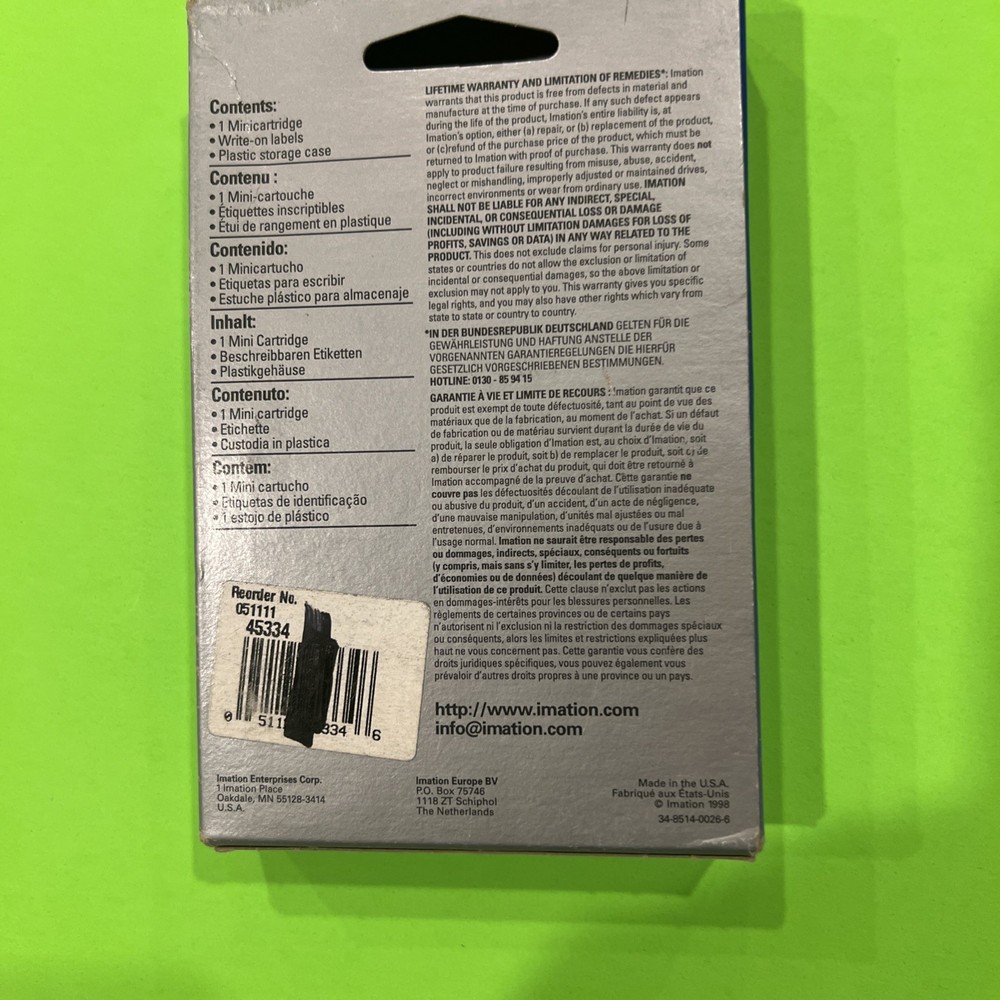 Contents:
• 1 Minicartridge
• Write-on labels
• Plastic storage case
Contenu :
• 1 Mini-cartouche
• Étiquettes inscriptibles
• Étui de rangement en plastique
Contenido:
• 1 Minicartucho
• Etiquetas para escribir
• Estuche plástico para almacenaje
Inhalt:
• 1 Mini Cartridge
• Beschreibbaren Etiketten
• Plastikgehäuse
Contenuto:
• 1 Mini cartridge
• Etichette
• Custodia in plastica
Contém:
• 1 Mini cartucho
• Etiquetas de identificação
• 1 estojo de plástico
LIFETIME WARRANTY AND LIMITATION OF REMEDIES*: Imation
warrants that this product is free from defects in material and
manufacture at the time of purchase. If any such defect appears
during the life of the product, Imation's entire liability is, at
Imation's option, either (a) repair, or (b) replacement of the product,
or (c)refund of the purchase price of the product, which must be
returned to Imation with proof of purchase. This warranty does not
apply to product failure resulting from misuse, abuse, accident,
neglect or mishandling, improperly adjusted or maintained drives,
incorrect environments or wear from ordinary use. IMATION
SHALL NOT BE LIABLE FOR ANY INDIRECT, SPECIAL,
INCIDENTAL, OR CONSEQUENTIAL LOSS OR DAMAGE
(INCLUDING WITHOUT LIMITATION DAMAGES FOR LOSS OF
PROFITS, SAVINGS OR DATA) IN ANY WAY RELATED TO THE
PRODUCT. This does not exclude claims for personal injury. Some
states or countries do not allow the exclusion or limitation of
incidental or consequential damages, so the above limitation or
exclusion may not apply to you. This warranty gives you specific
legal rights, and you may also have other rights which vary from
state to state or country to country.
*IN DER BUNDESREPUBLIK DEUTSCHLAND GELTEN FÜR DIE
GEWÄHRLEISTUNG UND HAFTUNG ANSTELLE DER
VORGENANNTEN GARANTIEREGELUNGEN DIE HIERFÜR
GESETZLICH VORGESCHRIEBENEN BESTIMMUNGEN.
HOTLINE: 0130 - 85 94 15
GARANTIE À VIE ET LIMITE DE RECOURS : Imation garantit que ce
produit est exempt de toute défectuosité, tant au point de vue des
matériaux que de la fabrication, au moment de l'achat. Si un défaut
de fabrication ou de matériau survient durant la durée de vie du
produit, la seule obligation d'Imation est, au choix d'Imation, soit
a) de réparer le produit, soit b) de remplacer le produit, soit c) de
rembourser le prix d'achat du produit, qui doit être retourné à
Imation accompagné de la preuve d'achat. Cette garantie ne
couvre pas les défectuosités découlant de l'utilisation inadéquate
ou abusive du produit, d'un accident, d'un acte de négligence,
d'une mauvaise manipulation, d'unités mal ajustées ou mal
entretenues, d'environnements inadéquats ou de l'usure due à
l'usage normal. Imation ne saurait être responsable des pertes
ou dommages, indirects, spéciaux, conséquents ou fortuits
(y compris, mais sans s'y limiter, les pertes de profits,
d'économies ou de données) découlant de quelque manière de
l'utilisation de ce produit. Cette clause n'exclut pas les actions
en dommages-intérêts pour les blessures personnelles. Les
règlements de certaines provinces ou de certains pays
n'autorisent ni l'exclusion ni la restriction des dommages spéciaux
ou conséquents, alors les limites et restrictions expliquées plus
haut ne vous concernent pas. Cette garantie vous confère des
droits juridiques spécifiques, vous pouvez également vous
prévaloir d'autres droits propres à une province ou un pays.
http://www.imation.com
info@imation.com
Reorder No.
051111
45334
0 511 334 6
Imation Enterprises Corp.
1 Imation Place
Oakdale, MN 55128-3414
U.S.A.
Imation Europe BV
P.O. Box 75746
1118 ZT Schiphol
The Netherlands
Made in the U.S.A.
Fabriqué aux États-Unis
© Imation 1998
34-8514-0026-6